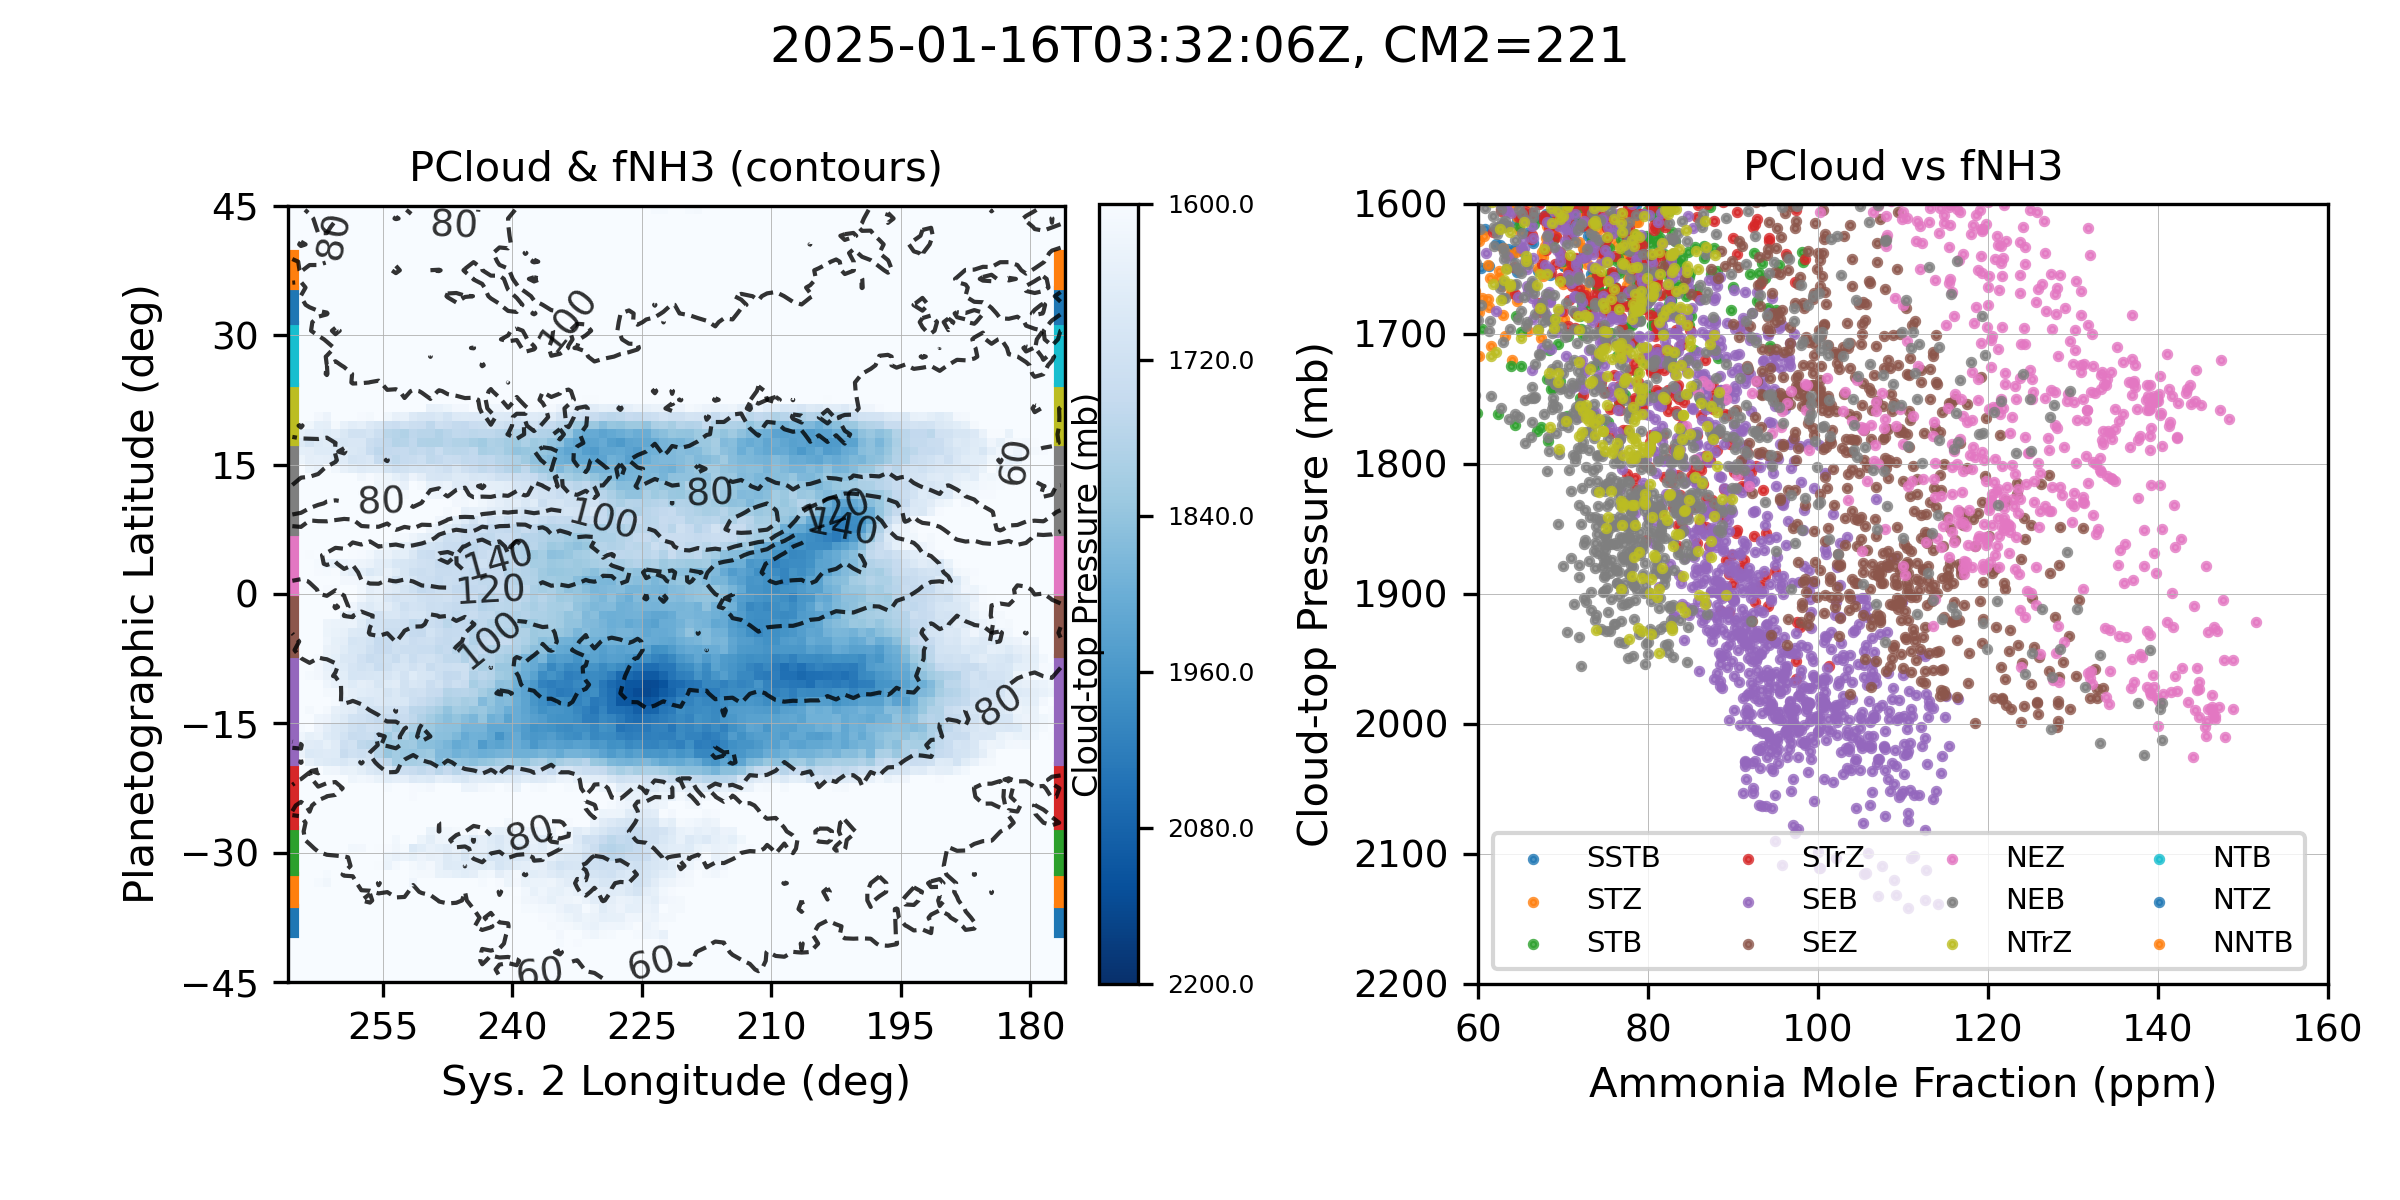 2025-01-16T03:32:06Z, CM2=221
PCloud & fNH3 (contours)
45
30
15
0
−15
−30
−45
Planetographic Latitude (deg)
80
80
100
60
80
80
100
120
140
140
120
100
80
80
60
60
255
240
225
210
195
180
Sys. 2 Longitude (deg)
1600.0
1720.0
1840.0
1960.0
2080.0
2200.0
Cloud-top Pressure (mb)
PCloud vs fNH3
1600
1700
1800
1900
2000
2100
2200
Cloud-top Pressure (mb)
SSTB
STZ
STB
STrZ
SEB
SEZ
NEZ
NEB
NTrZ
NTB
NTZ
NNTB
60
80
100
120
140
160
Ammonia Mole Fraction (ppm)